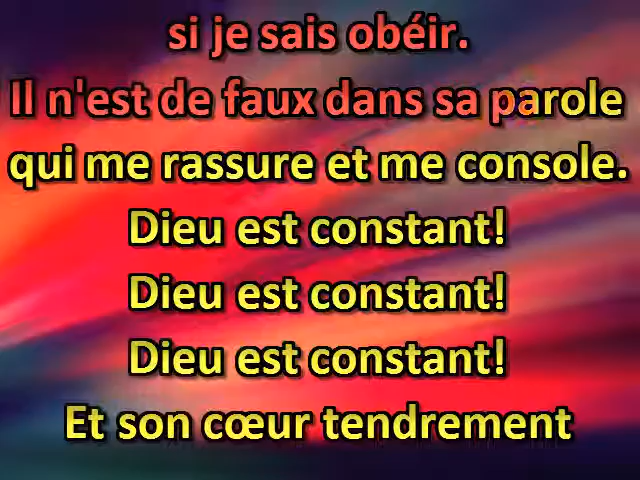 si je sais obéir.
Il n'est de faux dans sa parole
qui me rassure et me console.
Dieu est constant!
Dieu est constant!
Dieu est constant!
Et son cœur tendrement